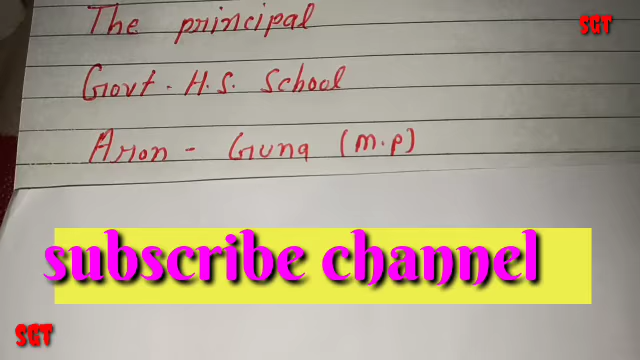 The principal
SGT
Govt. H.S. School
Aron - Guna (m.p)
subscribe channel
SGT